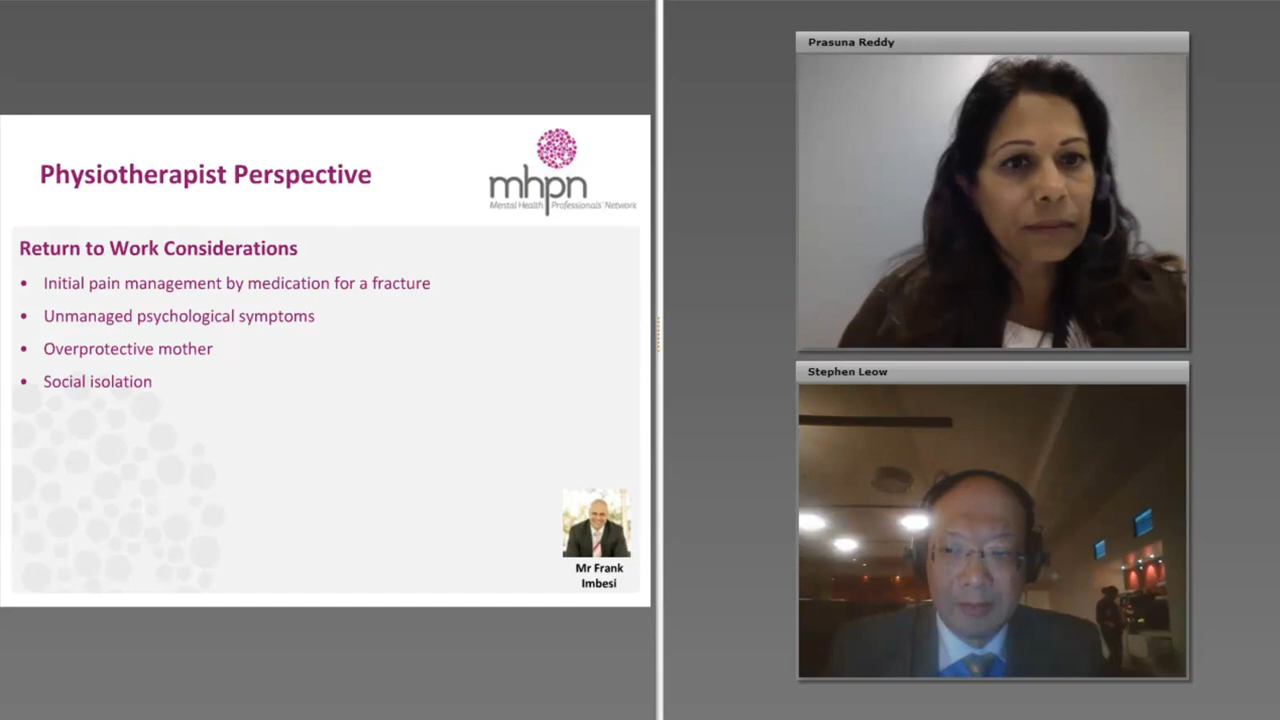 Physiotherapist Perspective
mhpn
Mental Health Professionals' Network
Return to Work Considerations
• Initial pain management by medication for a fracture
• Unmanaged psychological symptoms
• Overprotective mother
• Social isolation
Mr Frank
Imbesi
Prasuna Reddy
Stephen Leow